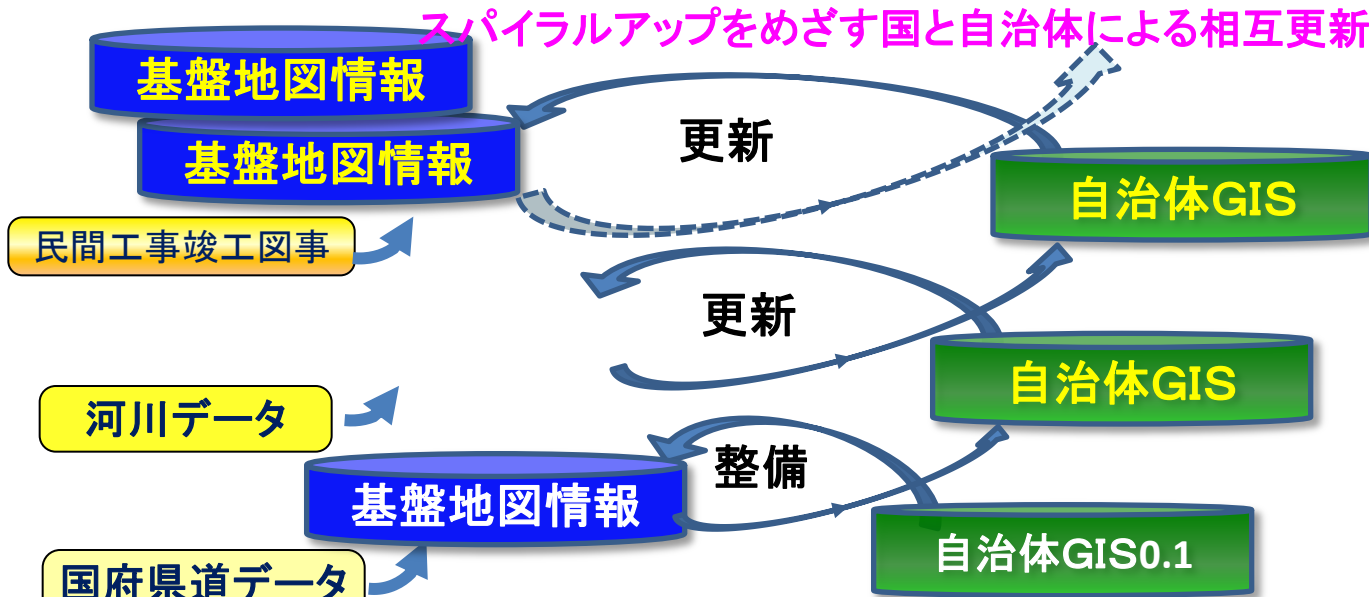 スパイラルアップをめざす国と自治体による相互更新
基盤地図情報
更新
基盤地図情報
自治体GIS
民間工事竣工図事
更新
自治体GIS
河川データ
整備
基盤地図情報
自治体GIS0.1
国府県道データ